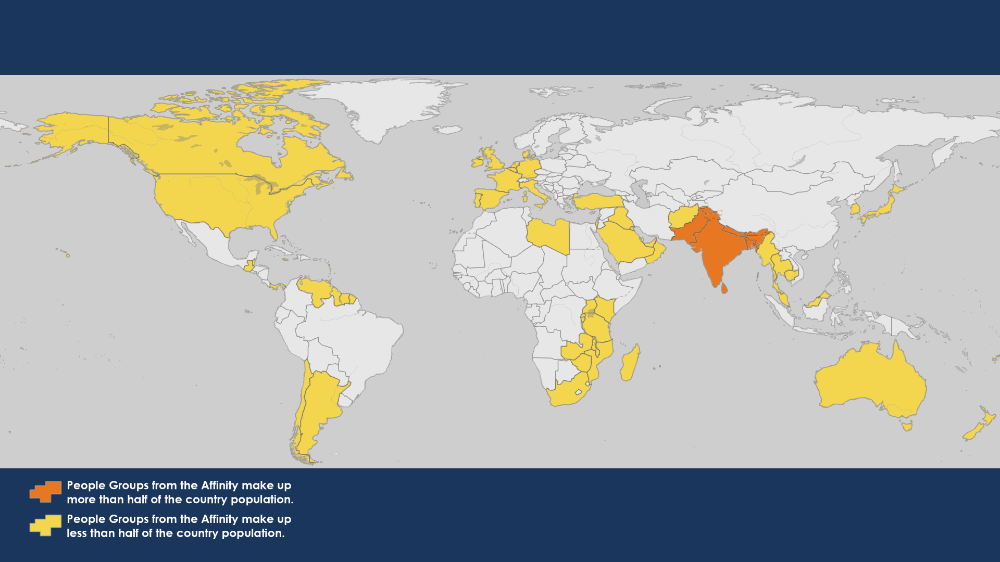 People Groups from the Affinity make up
more than half of the country population.
People Groups from the Affinity make up
less than half of the country population.